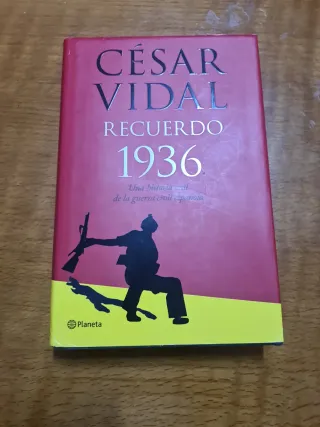 CÉSAR
VIDAL
RECUERDO
1936
Una
de la guerra civil española
Planeta